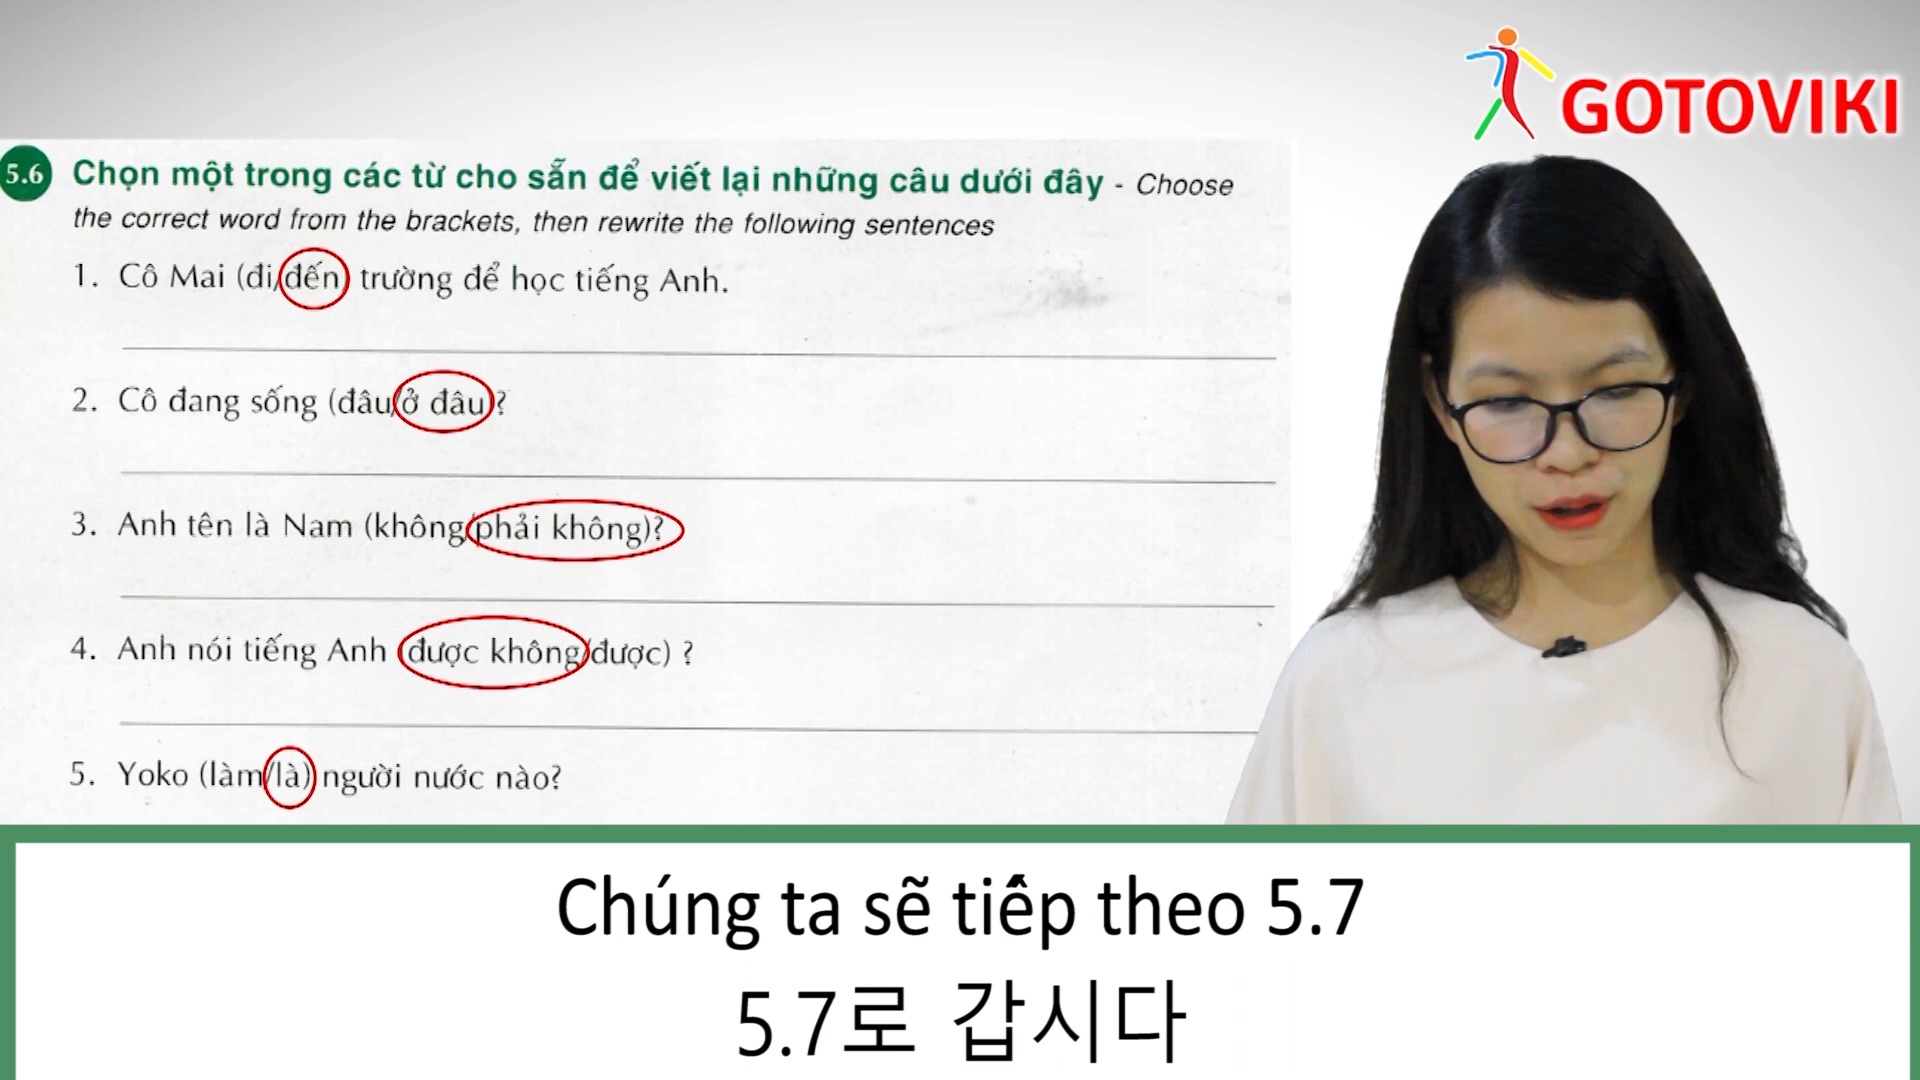 GOTOVIKI
5.6 Chọn một trong các từ cho sẵn để viết lại những câu dưới đây - Choose
the correct word from the brackets, then rewrite the following sentences
1. Cô Mai (đi/đến) trường để học tiếng Anh.
2. Cô đang sống (đâu/ở đâu)?
3. Anh tên là Nam (không/phải không)?
4. Anh nói tiếng Anh (được không/được) ?
5. Yoko (làm/là) người nước nào?
Chúng ta sẽ tiếp theo 5.7
5.7로 갑시다